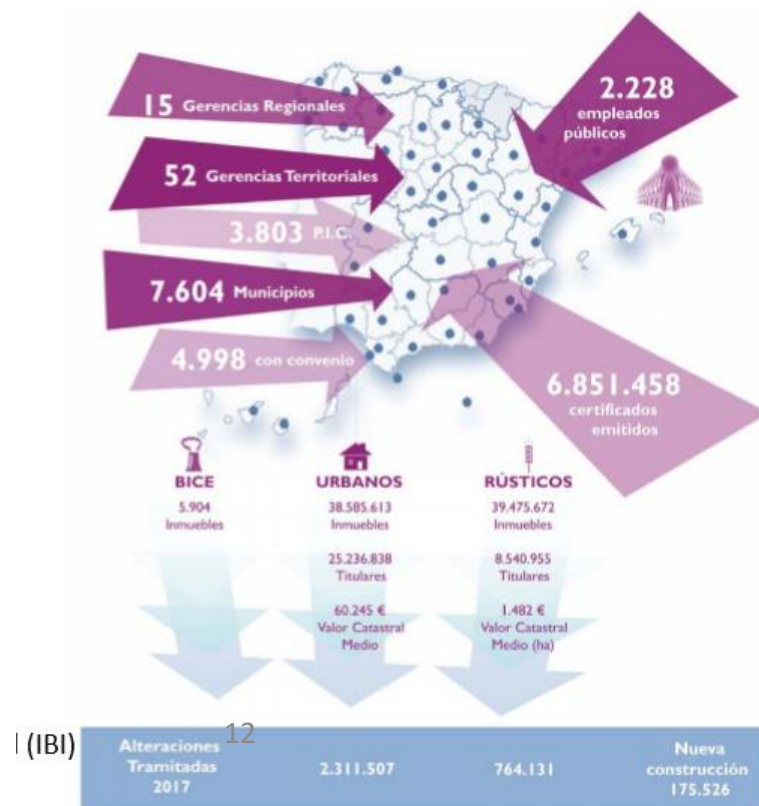 15 Gerencias Regionales
2.228
empleados
públicos
52 Gerencias Territoriales
3.803 P.I.C.
7.604 Municipios
4.998 con convenio
6.851.458
certificados
emitidos
BICE
5.904
Inmuebles
URBANOS
38.585.613
Inmuebles
25.236.838
Titulares
60.245 €
Valor Catastral
Medio
RÚSTICOS
39.475.672
Inmuebles
8.540.955
Titulares
1.482 €
Valor Catastral
Medio (ha)
(IBI)
12
Alteraciones
Tramitadas
2017
2.311.507
764.131
Nueva
construcción
175.526